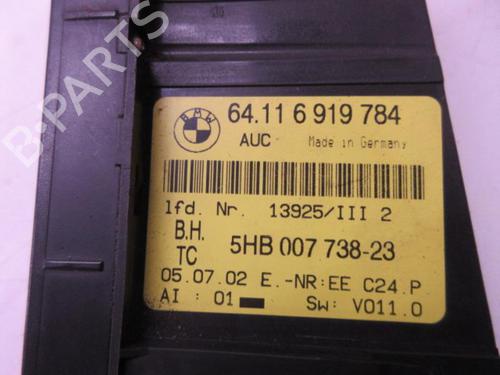 BMW
64.11 6 919 784
AUC Made in Germany
lfd. Nr. 13925/III 2
B.H.
TC 5HB 007 738-23
05.07.02 E.-NR:EE C24.P
AI : 01 SW: V011.0
B-PARTS